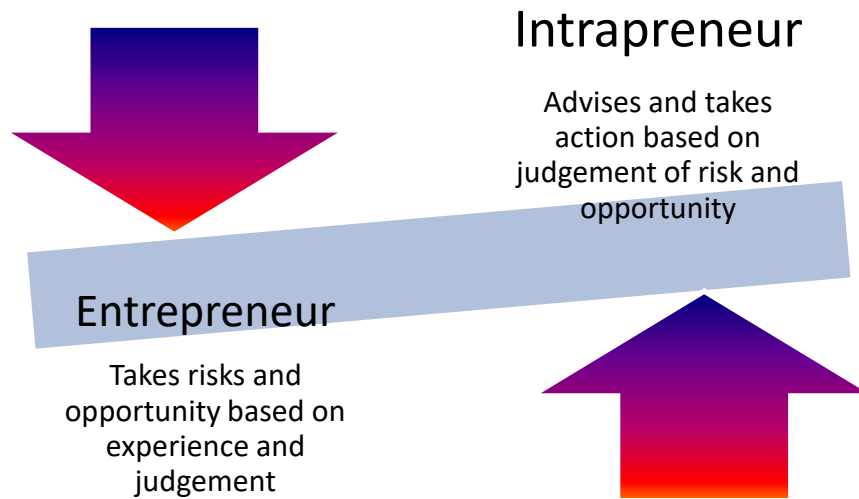 Intrapreneur
Advises and takes
action based on
judgement of risk and
opportunity
Entrepreneur
Takes risks and
opportunity based on
experience and
judgement